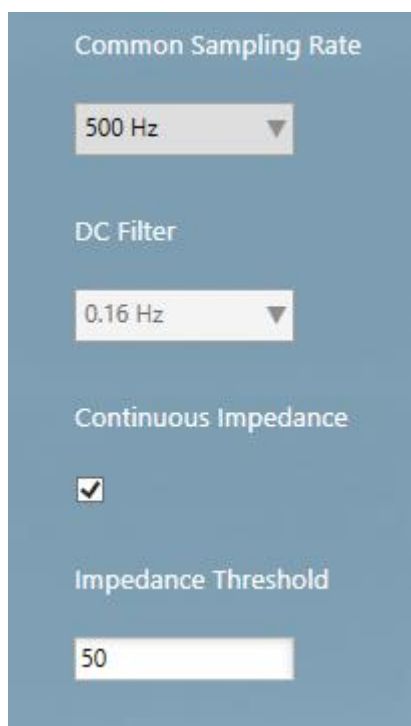 Common Sampling Rate
500 Hz
DC Filter
0.16 Hz
Continuous Impedance
Impedance Threshold
50